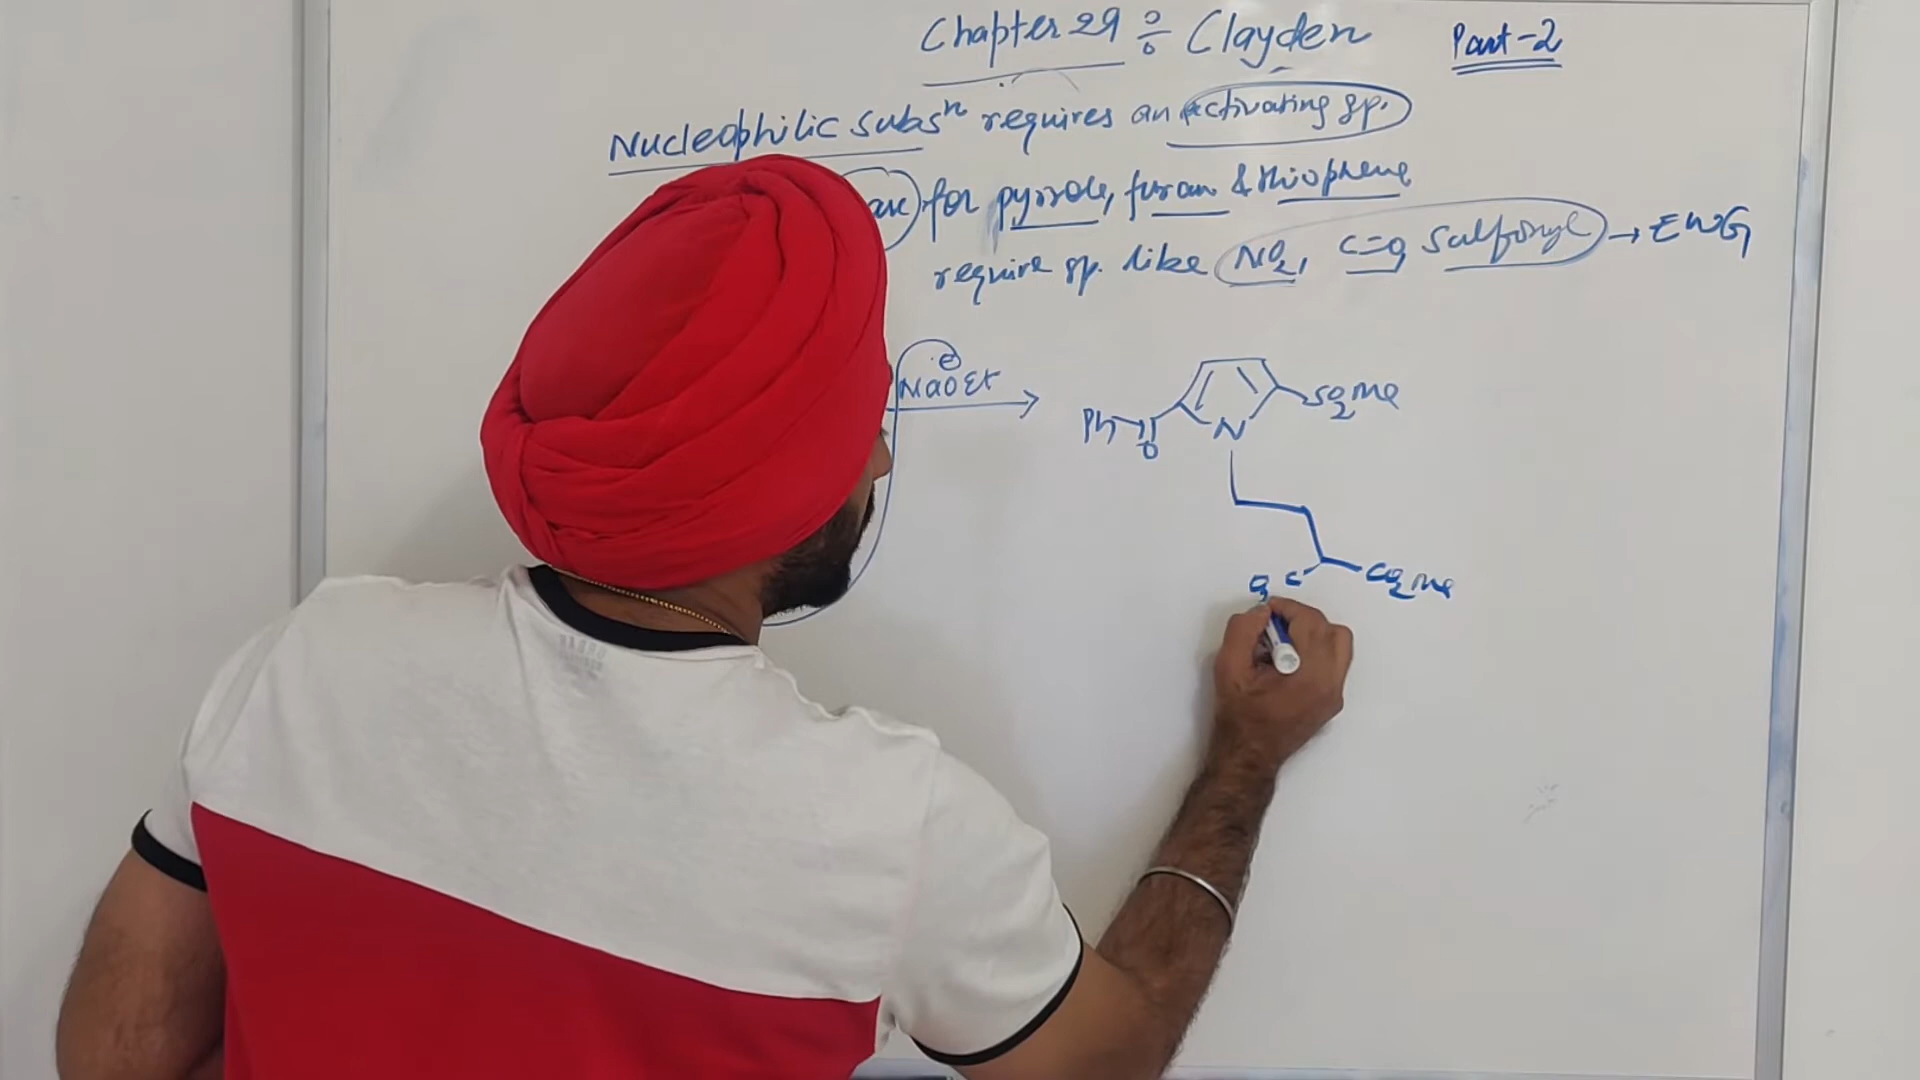 Chapter 29 ÷ Clayden Part-2
Nucleophilic subsn requires an activating gp.
for pyrrole, furan & thiophene
require gp. like NO2, C=O, Sulfonyl → EWG
NaOEt
SO2Me
Ph
O
N
CO2Me
C